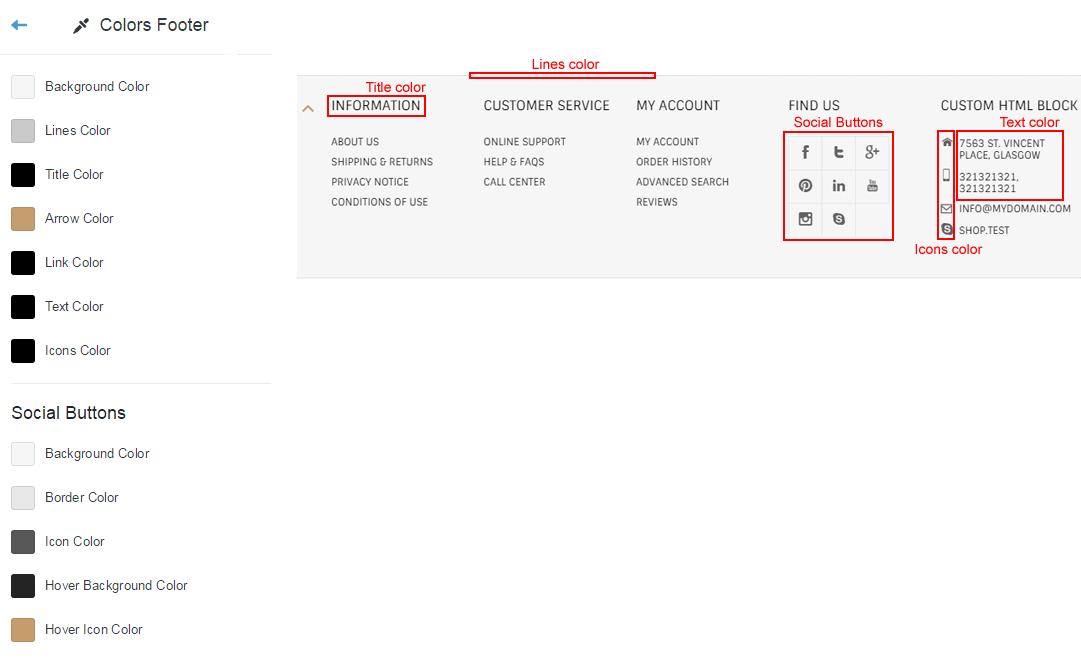 Colors Footer
Background Color
Lines Color
Title Color
Arrow Color
Link Color
Text Color
Icons Color
Social Buttons
Background Color
Border Color
Icon Color
Hover Background Color
Hover Icon Color
Lines color
Title color
INFORMATION
ABOUT US
SHIPPING & RETURNS
PRIVACY NOTICE
CONDITIONS OF USE
CUSTOMER SERVICE
ONLINE SUPPORT
HELP & FAQS
CALL CENTER
MY ACCOUNT
MY ACCOUNT
ORDER HISTORY
ADVANCED SEARCH
REVIEWS
FIND US
Social Buttons
CUSTOM HTML BLOCK
Text color
7563 ST. VINCENT
PLACE, GLASGOW
321321321,
321321321
INFO@MYDOMAIN.COM
SHOP.TEST
Icons color